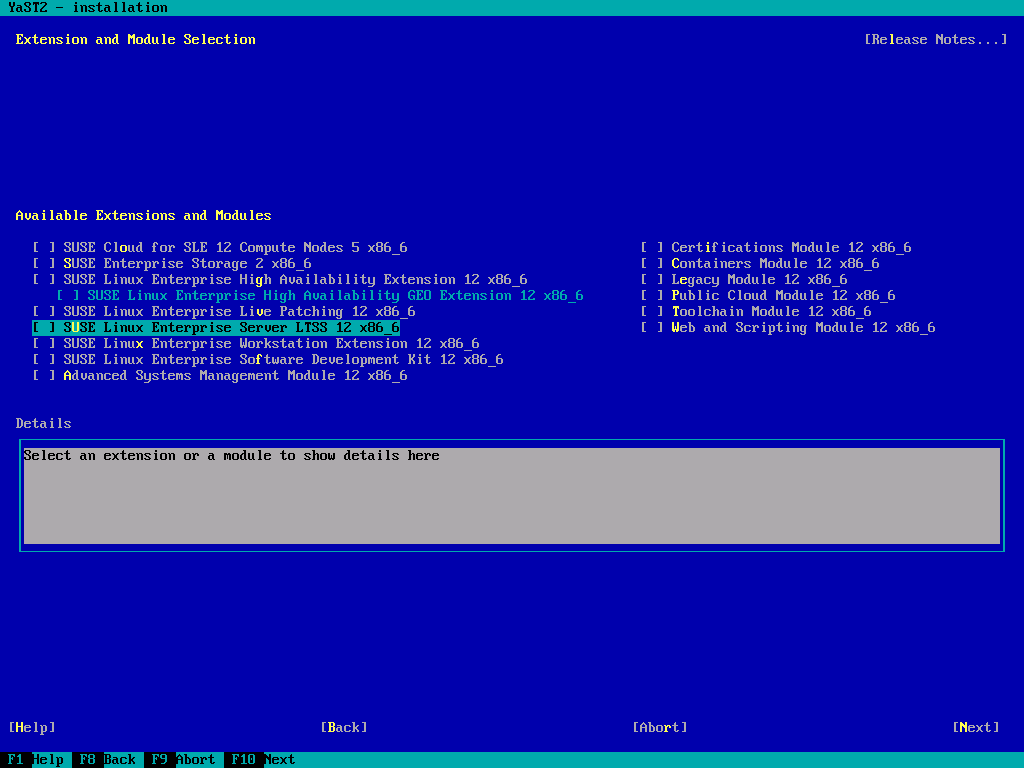 YaST2 - installation
Extension and Module Selection [Release Notes...]
Available Extensions and Modules
[ ] SUSE Cloud for SLE 12 Compute Nodes 5 x86_6 [ ] Certifications Module 12 x86_6
[ ] SUSE Enterprise Storage 2 x86_6 [ ] Containers Module 12 x86_6
[ ] SUSE Linux Enterprise High Availability Extension 12 x86_6 [ ] Legacy Module 12 x86_6
[ ] SUSE Linux Enterprise High Availability GEO Extension 12 x86_6 [ ] Public Cloud Module 12 x86_6
[ ] SUSE Linux Enterprise Live Patching 12 x86_6 [ ] Toolchain Module 12 x86_6
[ ] SUSE Linux Enterprise Server LTSS 12 x86_6 [ ] Web and Scripting Module 12 x86_6
[ ] SUSE Linux Enterprise Workstation Extension 12 x86_6
[ ] SUSE Linux Enterprise Software Development Kit 12 x86_6
[ ] Advanced Systems Management Module 12 x86_6
Details
Select an extension or a module to show details here
[Help] [Back] [Abort] [Next]
F1 Help F8 Back F9 Abort F10 Next